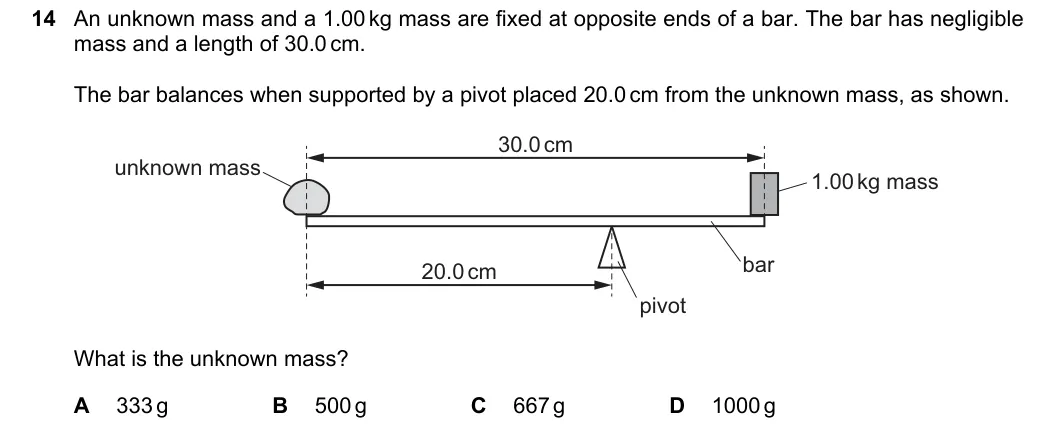 14 An unknown mass and a 1.00 kg mass are fixed at opposite ends of a bar. The bar has negligible
mass and a length of 30.0 cm.
The bar balances when supported by a pivot placed 20.0 cm from the unknown mass, as shown.
30.0 cm
unknown mass
1.00 kg mass
bar
20.0 cm
pivot
What is the unknown mass?
A 333 g B 500 g C 667 g D 1000 g